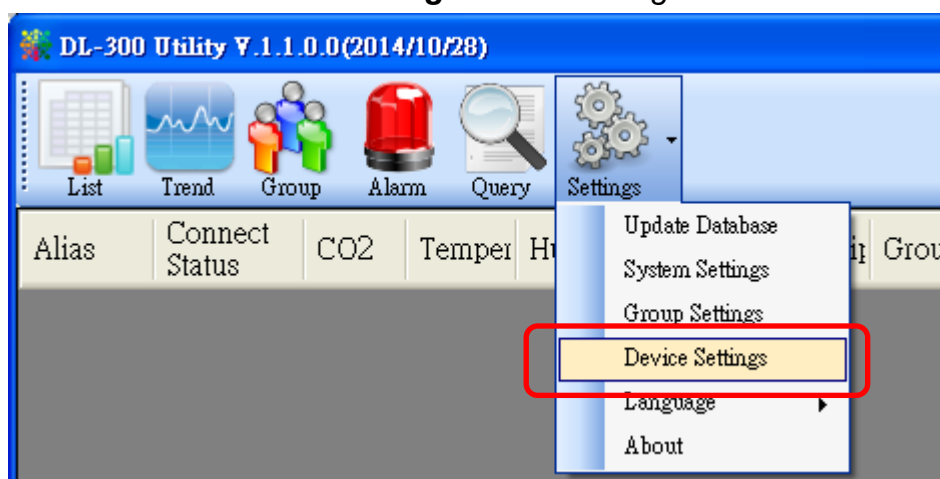 DL-300 Utility V.1.1.0.0(2014/10/28)
List Trend Group Alarm Query Settings
Alias Connect Status CO2 Temper
Update Database
System Settings
Group Settings
Device Settings
Language
About